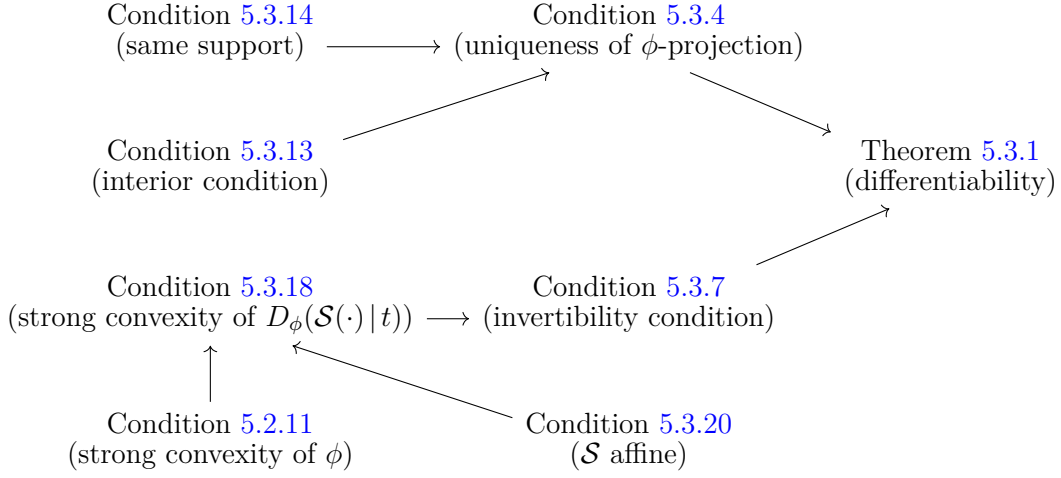 Condition 5.3.14
(same support)
Condition 5.3.4
(uniqueness of ϕ-projection)
Condition 5.3.13
(interior condition)
Theorem 5.3.1
(differentiability)
Condition 5.3.18
(strong convexity of D_ϕ(𝒮(·) | t))
Condition 5.3.7
(invertibility condition)
Condition 5.2.11
(strong convexity of ϕ)
Condition 5.3.20
(𝒮 affine)